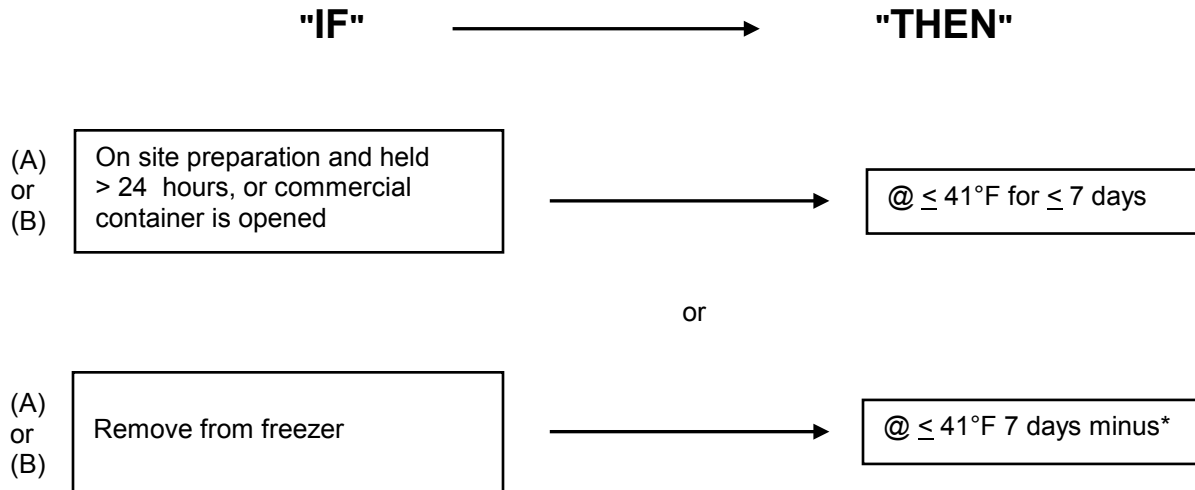 "IF" "THEN"
(A)
or
(B)
On site preparation and held
> 24 hours, or commercial
container is opened
@ ≤ 41°F for ≤ 7 days
or
(A)
or
(B)
Remove from freezer
@ ≤ 41°F 7 days minus*